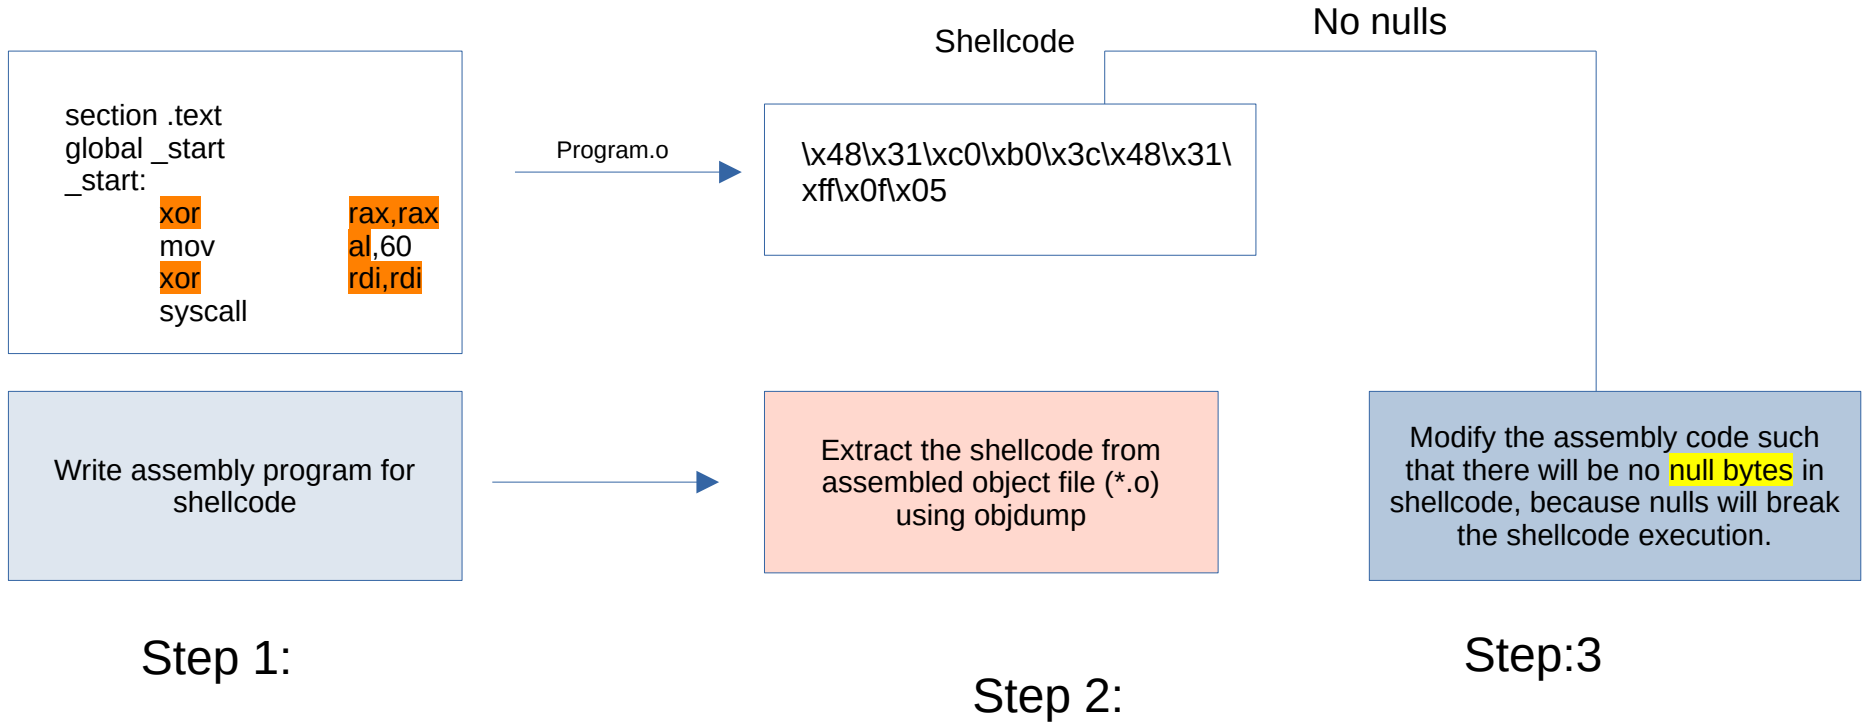 section .text
global _start
_start:
xor rax,rax
mov al,60
xor rdi,rdi
syscall
Program.o
Shellcode
\x48\x31\xc0\xb0\x3c\x48\x31\
xff\x0f\x05
No nulls
Write assembly program for
shellcode
Extract the shellcode from
assembled object file (*.o)
using objdump
Modify the assembly code such
that there will be no null bytes in
shellcode, because nulls will break
the shellcode execution.
Step 1:
Step 2:
Step:3